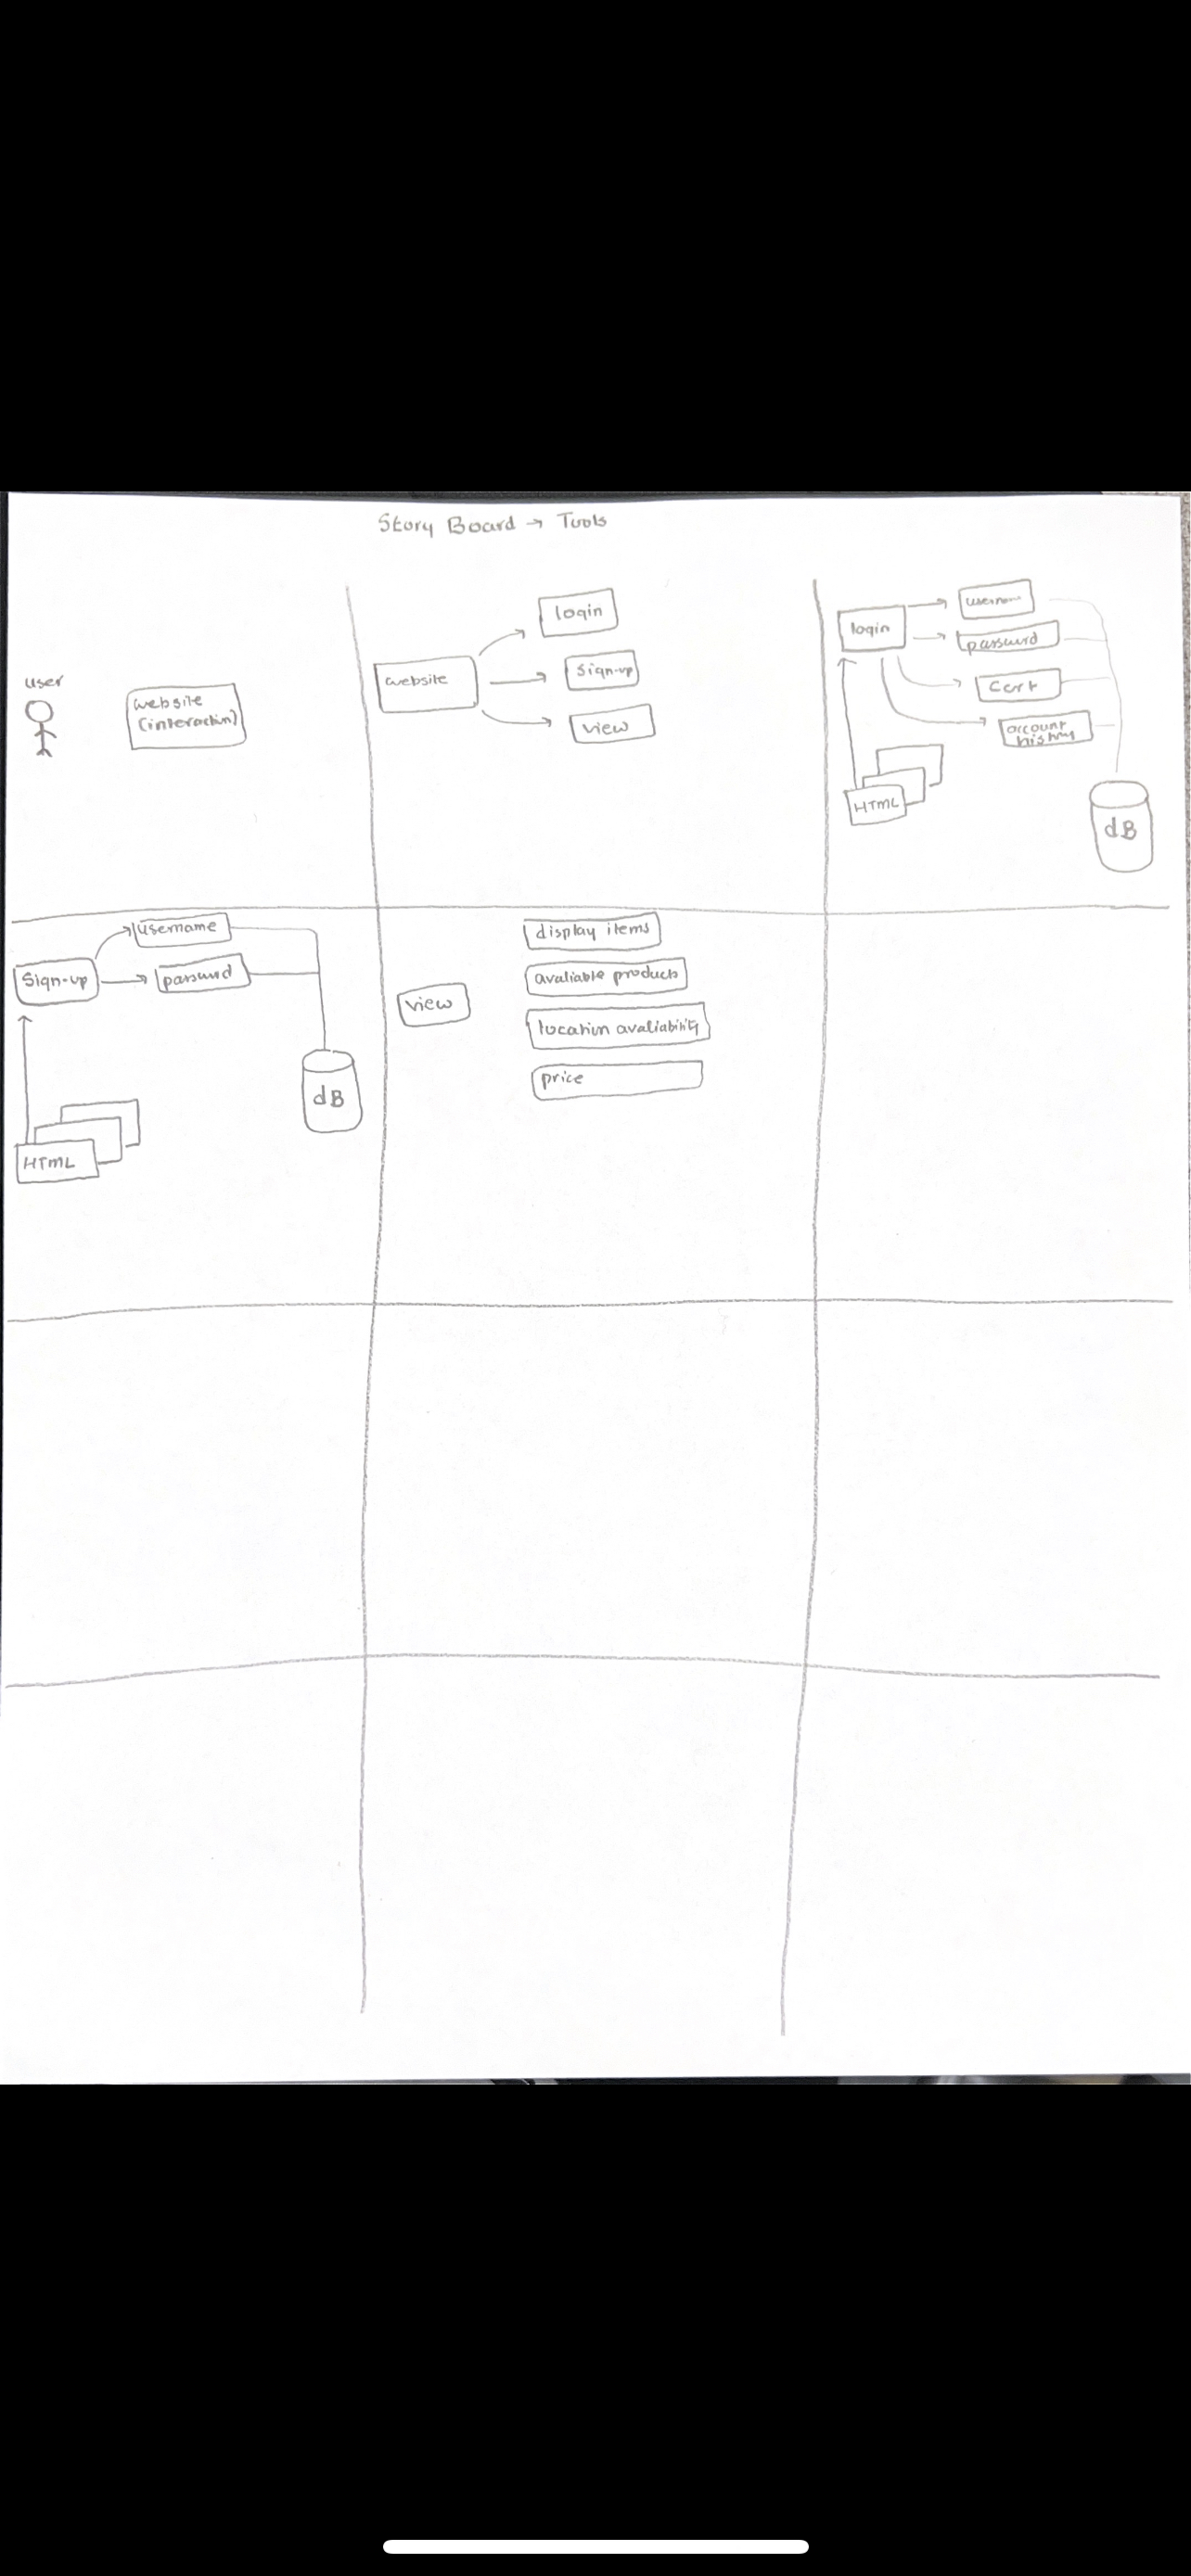 Story Board → Tools
user
website
(interaction)
website
login
Sign-up
view
login
username
password
Cart
account
history
HTML
dB
Sign-up
username
password
HTML
dB
view
display items
avaliable products
location avaliability
price